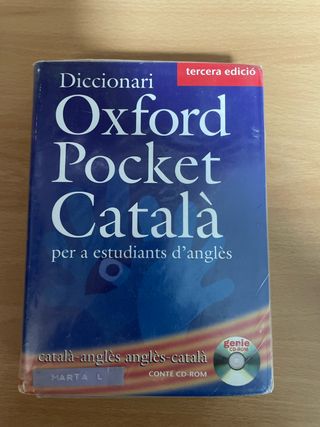 tercera edició
Diccionari
Oxford
Pocket
Català
per a estudiants d'anglès
català-anglès anglès-català
genie
CD-ROM
CONTÉ CD-ROM
MARTA L